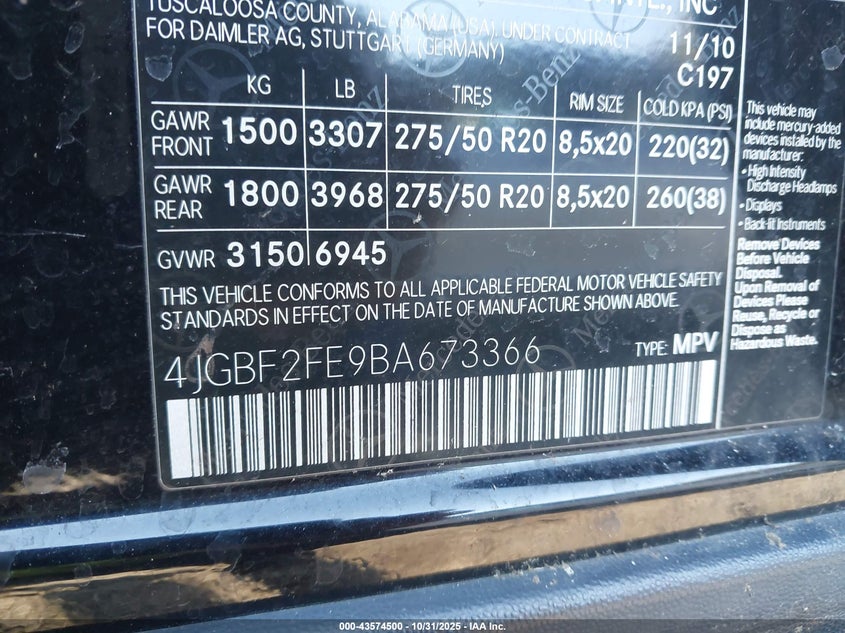 INT'L, INC
TUSCALOOSA COUNTY, ALABAMA (USA), UNDER CONTRACT
FOR DAIMLER AG, STUTTGART (GERMANY)
11/10
C197
KG LB TIRES RIM SIZE COLD KPA (PSI)
GAWR FRONT 1500 3307 275/50 R20 8,5x20 220(32)
GAWR REAR 1800 3968 275/50 R20 8,5x20 260(38)
GVWR 3150 6945
THIS VEHICLE CONFORMS TO ALL APPLICABLE FEDERAL MOTOR VEHICLE SAFETY
STANDARDS IN EFFECT ON THE DATE OF MANUFACTURE SHOWN ABOVE.
4JGBF2FE9BA673366 TYPE: MPV
This vehicle may
include mercury-added
devices installed by the
manufacturer:
• High Intensity
Discharge Headlamps
• Displays
• Back-lit Instruments
Remove Devices
Before Vehicle
Disposal.
Upon Removal of
Devices Please
Reuse, Recycle or
Dispose as
Hazardous Waste.
Mercedes-Benz
000-43574500 - 10/31/2025 - IAA Inc.